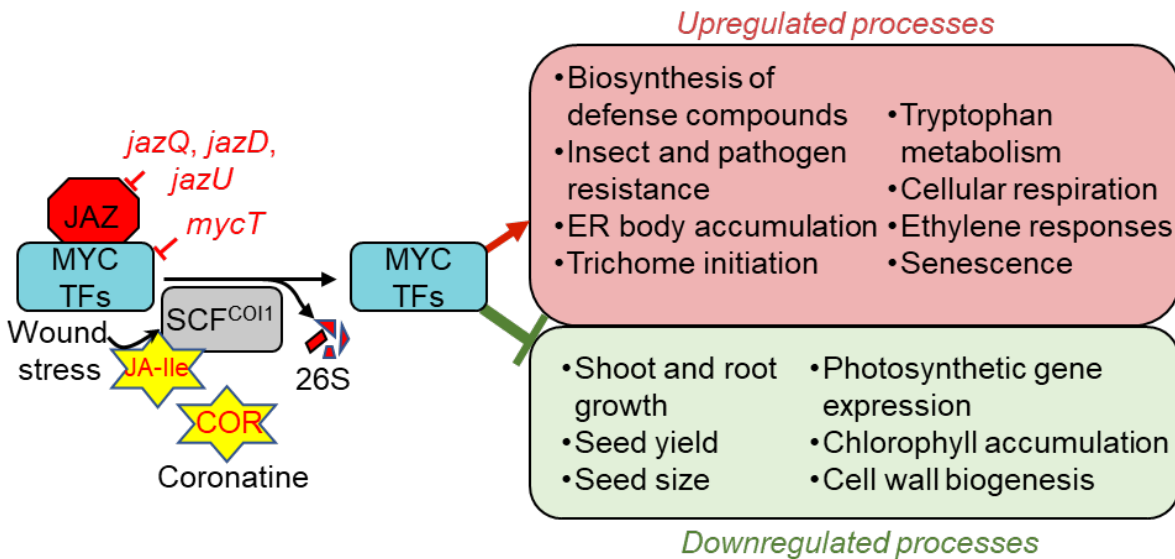 Upregulated processes
jazQ, jazD,
jazU
mycT
JAZ
MYC
TFs
Wound
stress
SCFCOI1
JA-Ile
COR
Coronatine
26S
MYC
TFs
•Biosynthesis of
defense compounds
•Insect and pathogen
resistance
•ER body accumulation
•Trichome initiation
•Tryptophan
metabolism
•Cellular respiration
•Ethylene responses
•Senescence
•Shoot and root
growth
•Seed yield
•Seed size
•Photosynthetic gene
expression
•Chlorophyll accumulation
•Cell wall biogenesis
Downregulated processes